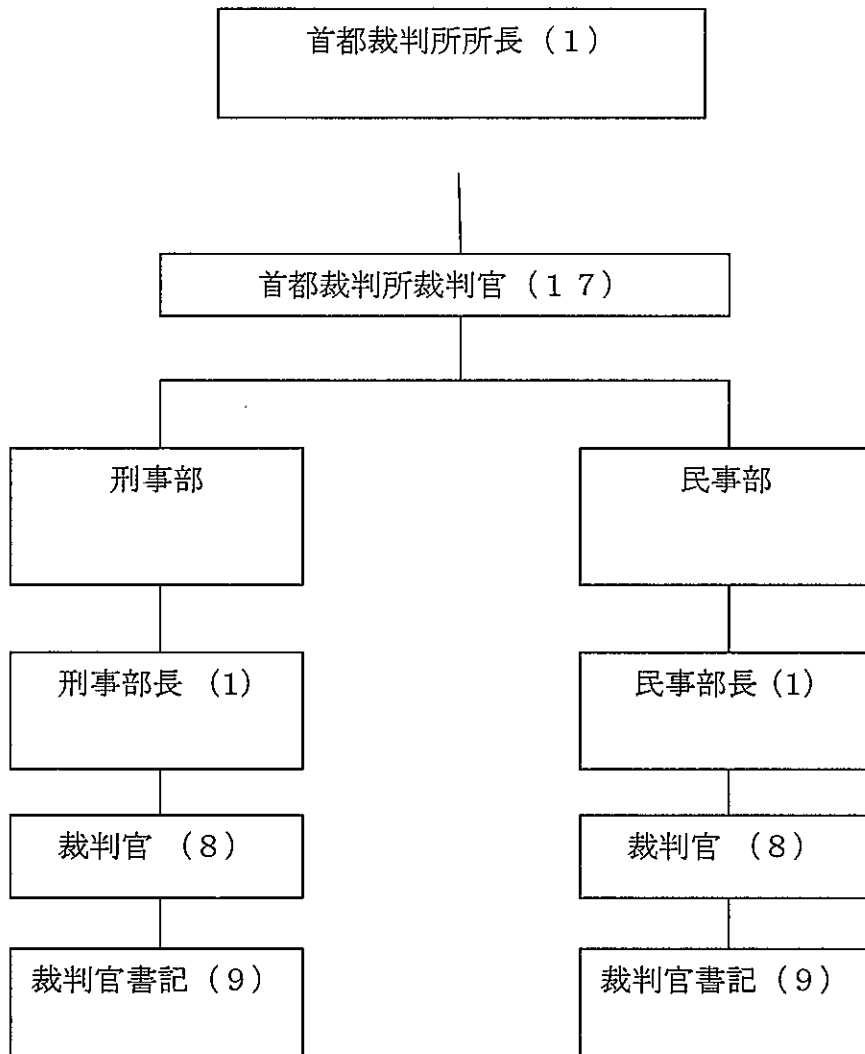 首都裁判所所長（１）
首都裁判所裁判官（１７）
刑事部
民事部
刑事部長 (1)
民事部長 (1)
裁判官 （８）
裁判官 （８）
裁判官書記（９）
裁判官書記（９）